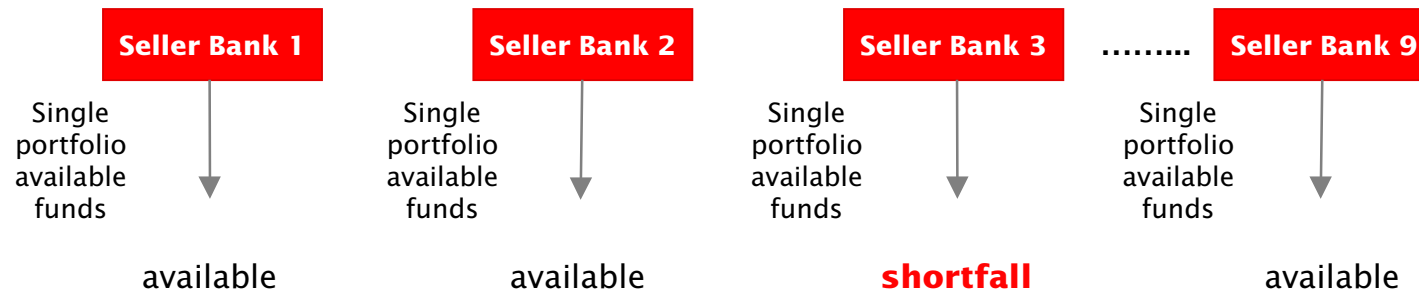 Seller Bank 1
Seller Bank 2
Seller Bank 3
……...
Seller Bank 9
Single
portfolio
available
funds
Single
portfolio
available
funds
Single
portfolio
available
funds
Single
portfolio
available
funds
available
available
shortfall
available